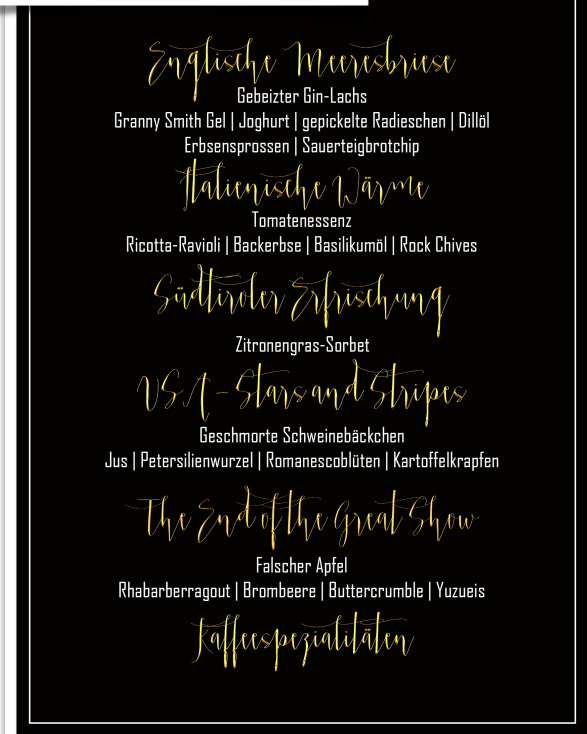 Englische Meeresbriese
Gebeizter Gin-Lachs
Granny Smith Gel | Joghurt | gepickelte Radieschen | Dillöl
Erbsensprossen | Sauerteigbrotchip
Italienische Wärme
Tomatenessenz
Ricotta-Ravioli | Backerbse | Basilikumöl | Rock Chives
Südtiroler Erfrischung
Zitronengras-Sorbet
USA - Stars and Stripes
Geschmorte Schweinebäckchen
Jus | Petersilienwurzel | Romanescoblüten | Kartoffelkrapfen
The End of the Great Show
Falscher Apfel
Rhabarberragout | Brombeere | Buttercrumble | Yuzueis
Kaffeespezialitäten